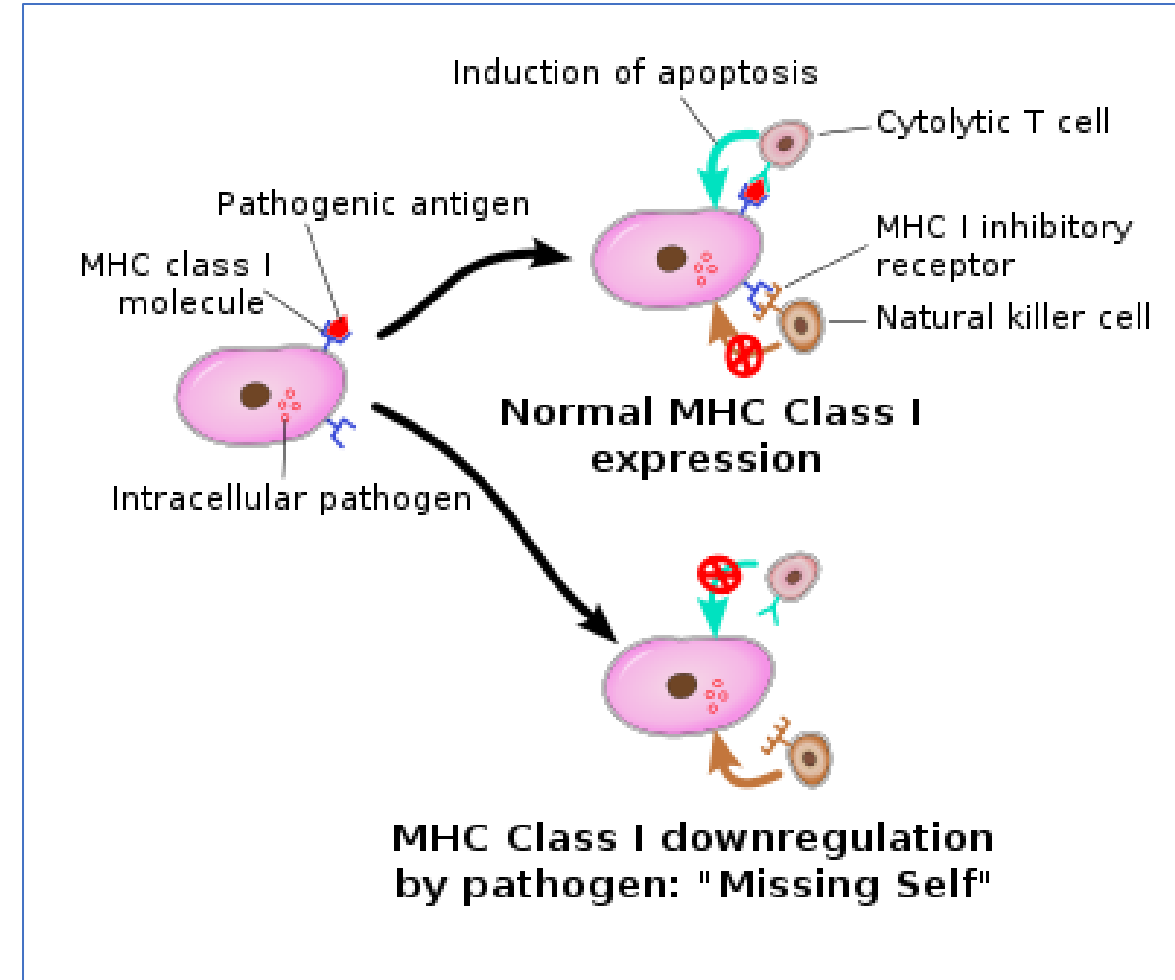 Induction of apoptosis
Cytolytic T cell
Pathogenic antigen
MHC I inhibitory
receptor
MHC class I
molecule
Natural killer cell
Normal MHC Class I
expression
Intracellular pathogen
MHC Class I downregulation
by pathogen: "Missing Self"